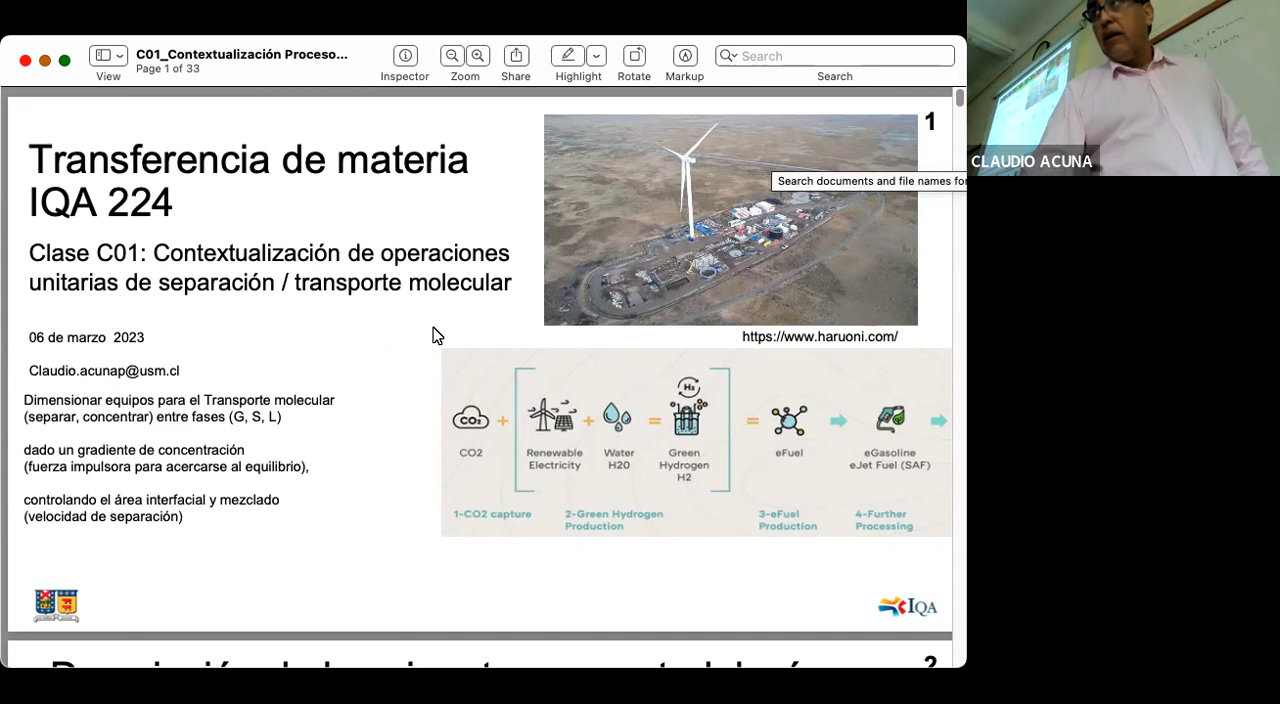 C01_Contextualización Proceso...
Page 1 of 33
View
Inspector
Zoom
Share
Highlight
Rotate
Markup
Search
Search
1
Transferencia de materia
IQA 224
Clase C01: Contextualización de operaciones
unitarias de separación / transporte molecular
06 de marzo 2023
Claudio.acunap@usm.cl
Dimensionar equipos para el Transporte molecular
(separar, concentrar) entre fases (G, S, L)
dado un gradiente de concentración
(fuerza impulsora para acercarse al equilibrio),
controlando el área interfacial y mezclado
(velocidad de separación)
Search documents and file names for
https://www.haruoni.com/
CO2
H2
CO2
Renewable
Electricity
Water
H20
Green
Hydrogen
H2
eFuel
eGasoline
eJet Fuel (SAF)
1-CO2 capture
2-Green Hydrogen
Production
3-eFuel
Production
4-Further
Processing
IQA
2
CLAUDIO ACUNA